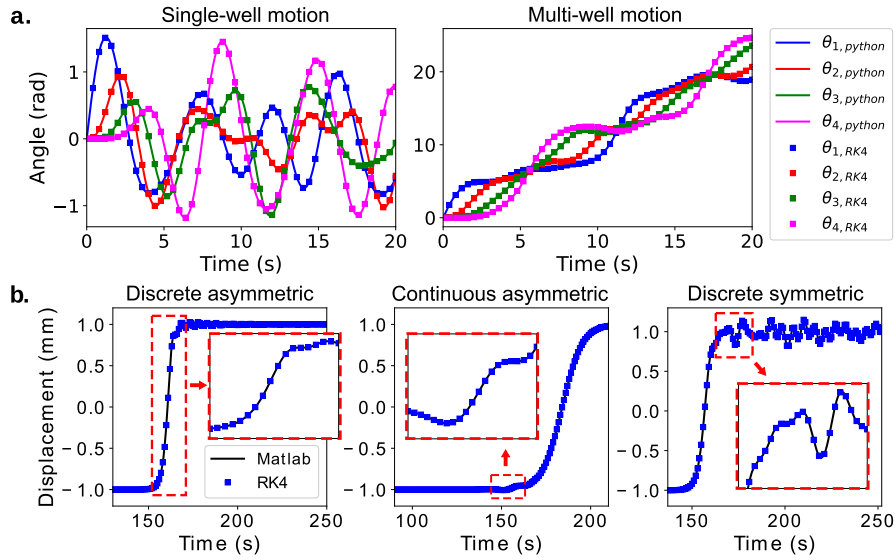 a.
Single-well motion
Multi-well motion
Angle (rad)
1
0
−1
0
5
10
15
20
Time (s)
20
10
0
0
5
10
15
20
Time (s)
θ1,python
θ2,python
θ3,python
θ4,python
θ1,RK4
θ2,RK4
θ3,RK4
θ4,RK4
b.
Discrete asymmetric
Continuous asymmetric
Discrete symmetric
Displacement (mm)
1.0
0.5
0.0
−0.5
−1.0
Matlab
RK4
150
200
250
Time (s)
1.0
0.5
0.0
−0.5
−1.0
100
150
200
Time (s)
1.0
0.5
0.0
−0.5
−1.0
150
200
250
Time (s)